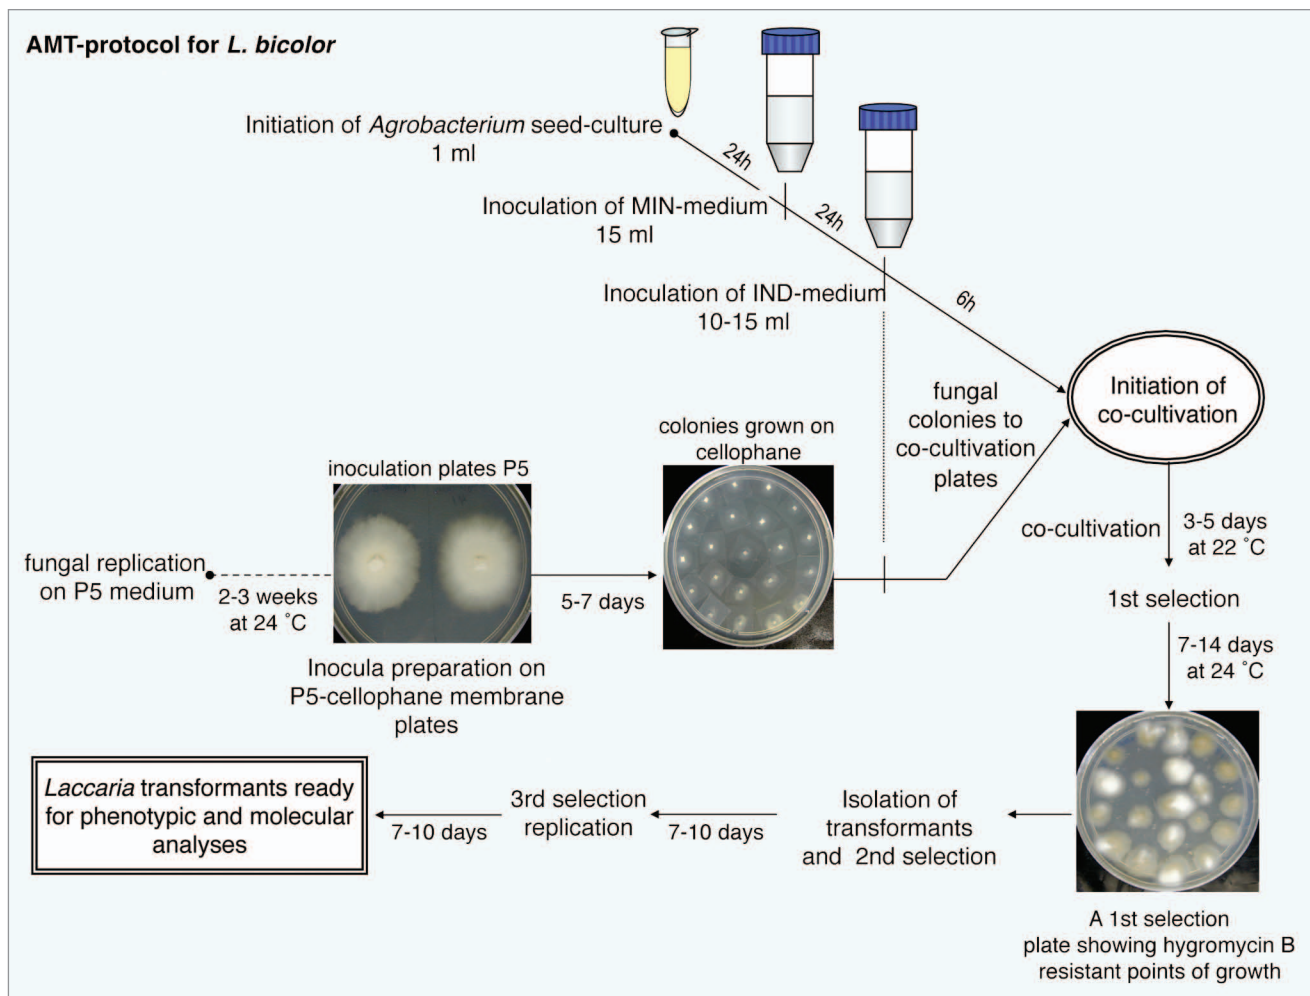 AMT-protocol for L. bicolor
Initiation of Agrobacterium seed-culture
1 ml
24h
Inoculation of MIN-medium
15 ml
24h
Inoculation of IND-medium
10-15 ml
6h
Initiation of
co-cultivation
fungal
colonies to
co-cultivation
plates
colonies grown on
cellophane
inoculation plates P5
fungal replication
on P5 medium
2-3 weeks
at 24 ˚C
5-7 days
Inocula preparation on
P5-cellophane membrane
plates
co-cultivation
3-5 days
at 22 ˚C
1st selection
7-14 days
at 24 ˚C
A 1st selection
plate showing hygromycin B
resistant points of growth
Isolation of
transformants
and 2nd selection
7-10 days
3rd selection
replication
7-10 days
Laccaria transformants ready
for phenotypic and molecular
analyses